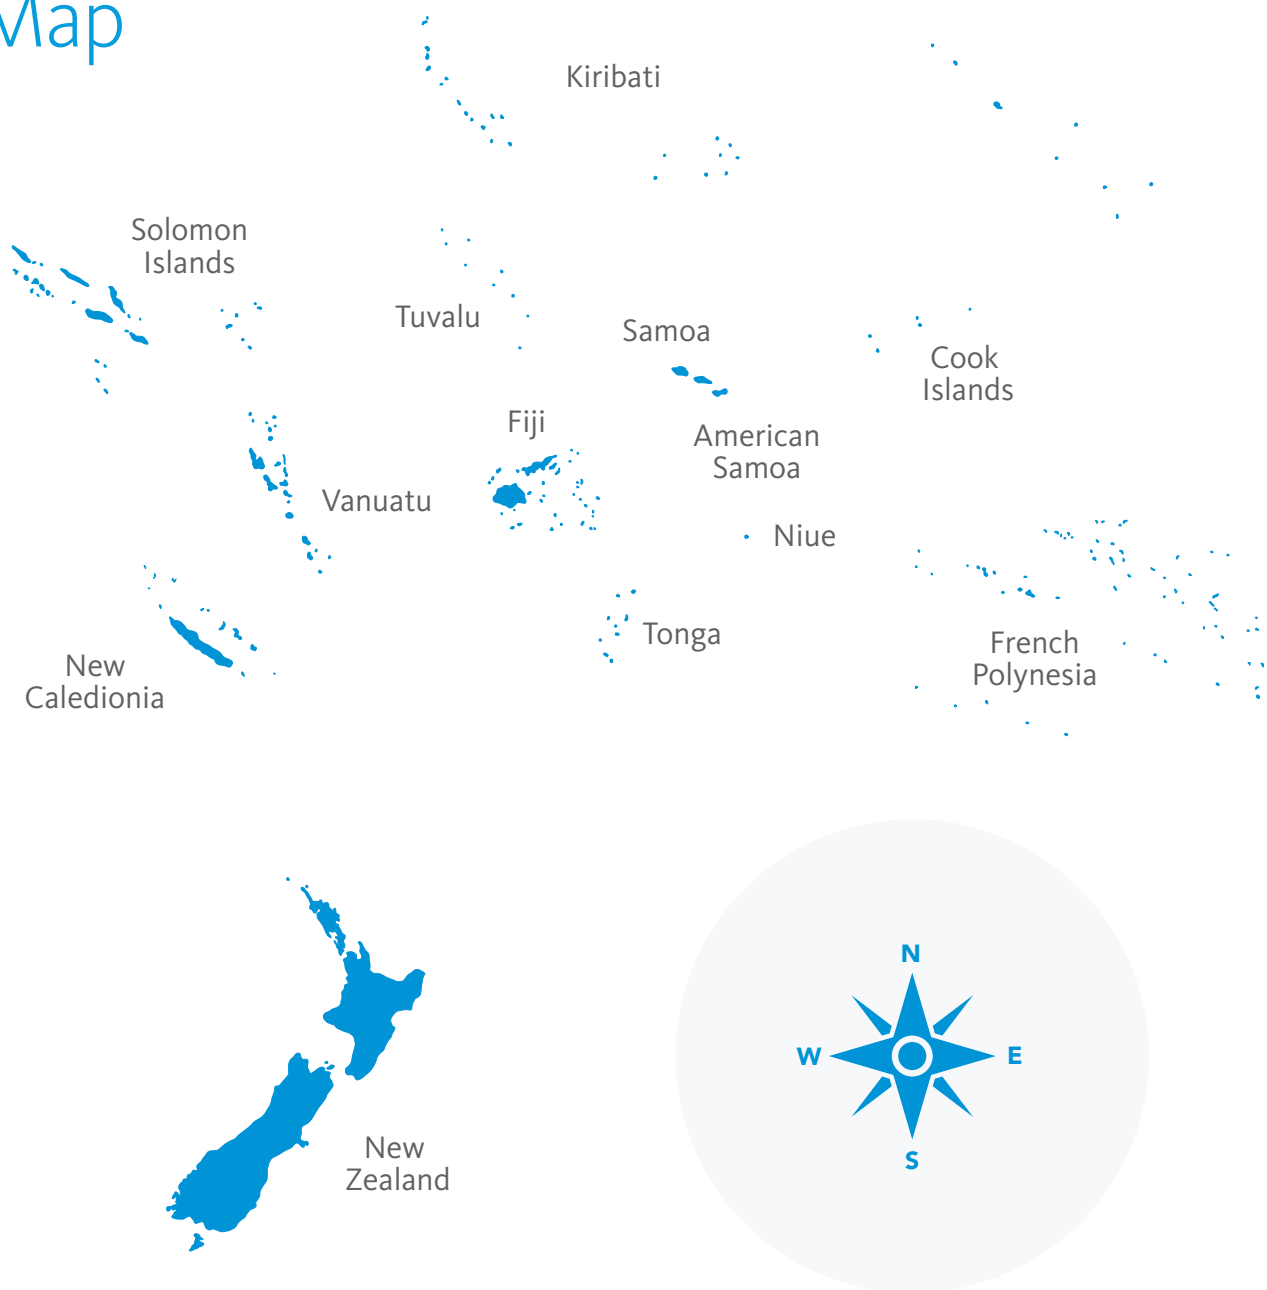 Map
Kiribati
Solomon
Islands
Tuvalu
Samoa
Cook
Islands
Fiji
American
Samoa
Vanuatu
Niue
Tonga
French
Polynesia
New
Caledonia
N
W
E
S
New
Zealand